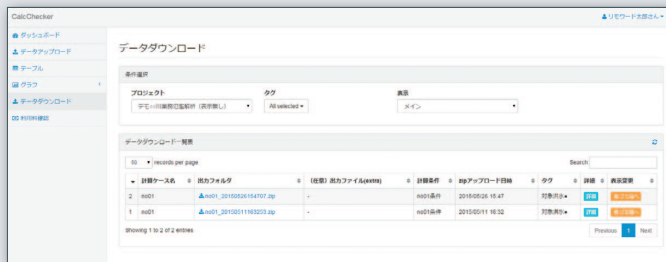 CalcChecker
リモワード太郎さん
ダッシュボード
データアップロード
テーブル
グラフ
データダウンロード
利用料確認
データダウンロード
条件選択
プロジェクト
タグ
表示
All selected
メイン
データダウンロード一覧表
records per page
Search
計算ケース名
出力フォルダ
(任意) 出力ファイル(extra)
計算条件
zipアップロード日時
タグ
詳細
表示変更
2 no01
-
no01条件
2015/05/26 15:47
対象洪水
詳細
1 no01
-
no01条件
2015/05/11 16:32
対象洪水
詳細
Showing 1 to 2 of 2 entries
Previous 1 Next